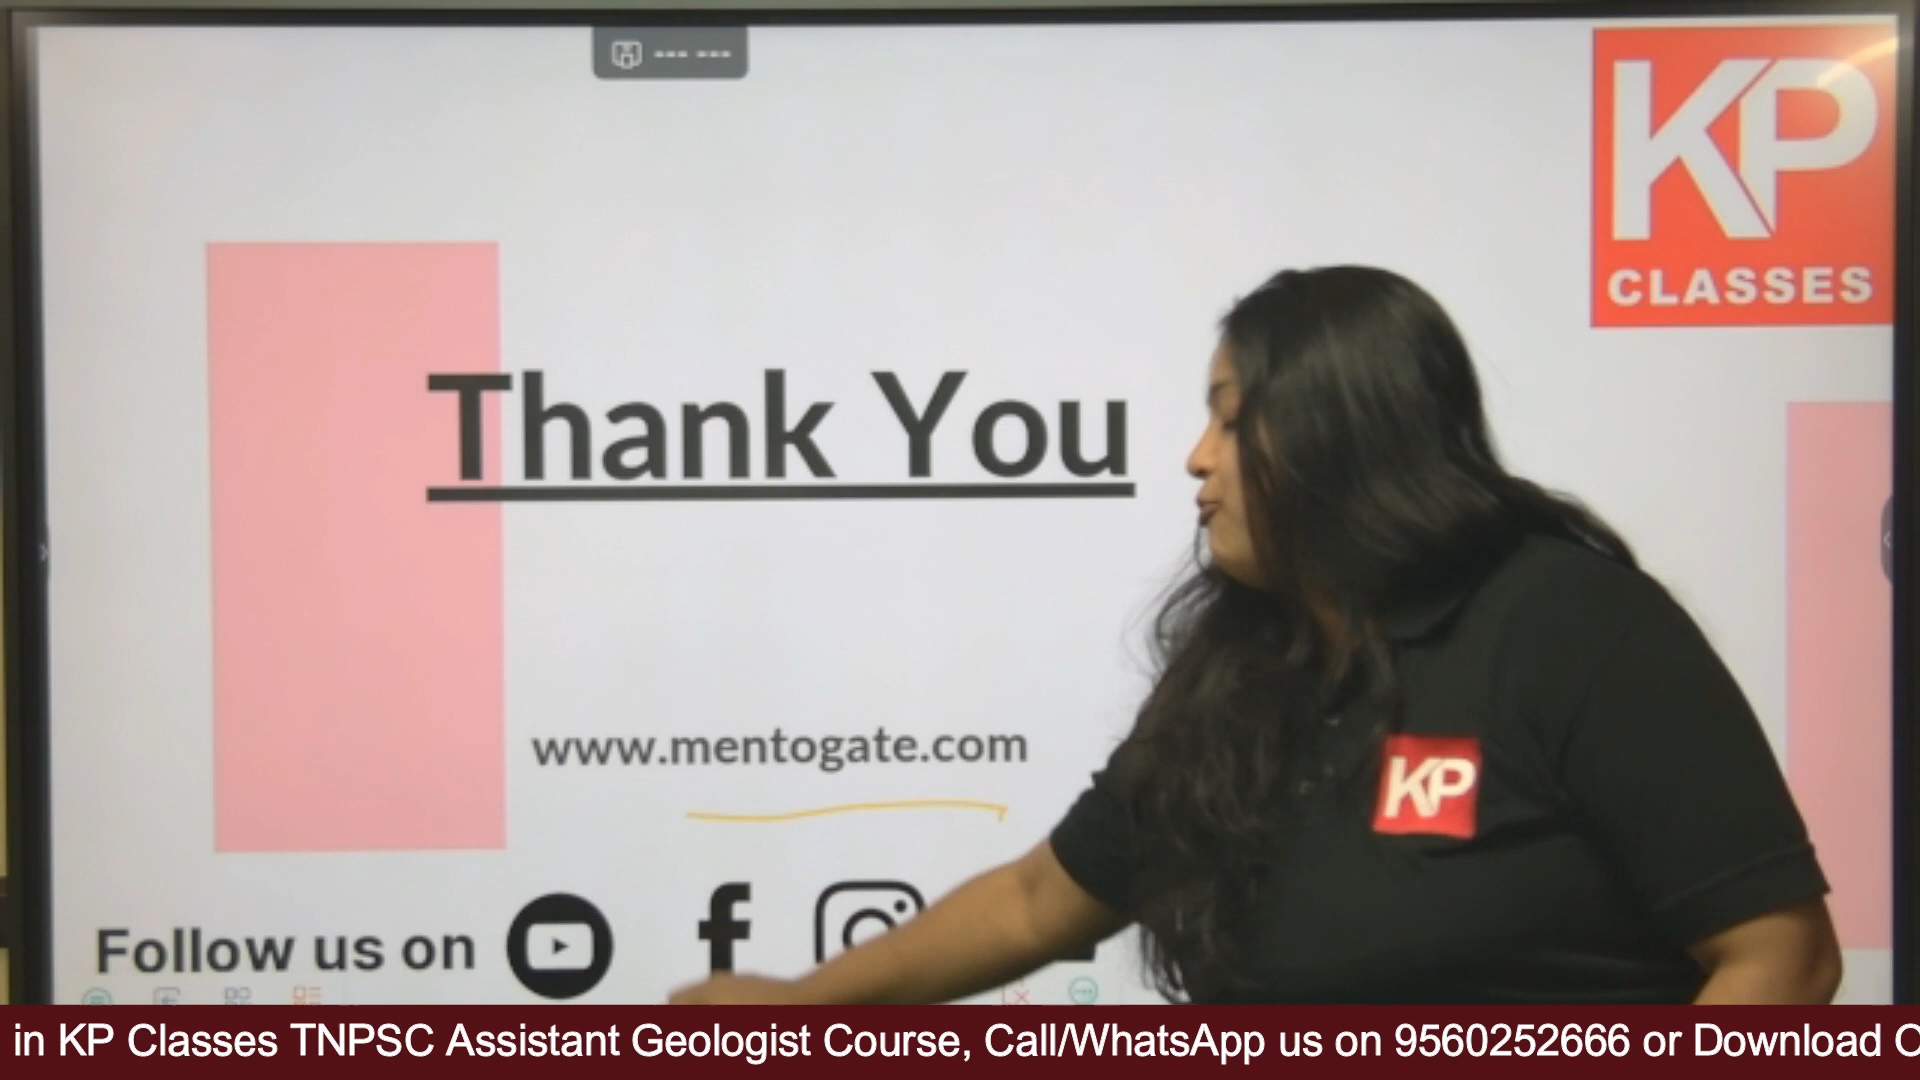 KP
CLASSES
Thank You
www.mentogate.com
KP
Follow us on
in KP Classes TNPSC Assistant Geologist Course, Call/WhatsApp us on 9560252666 or Download